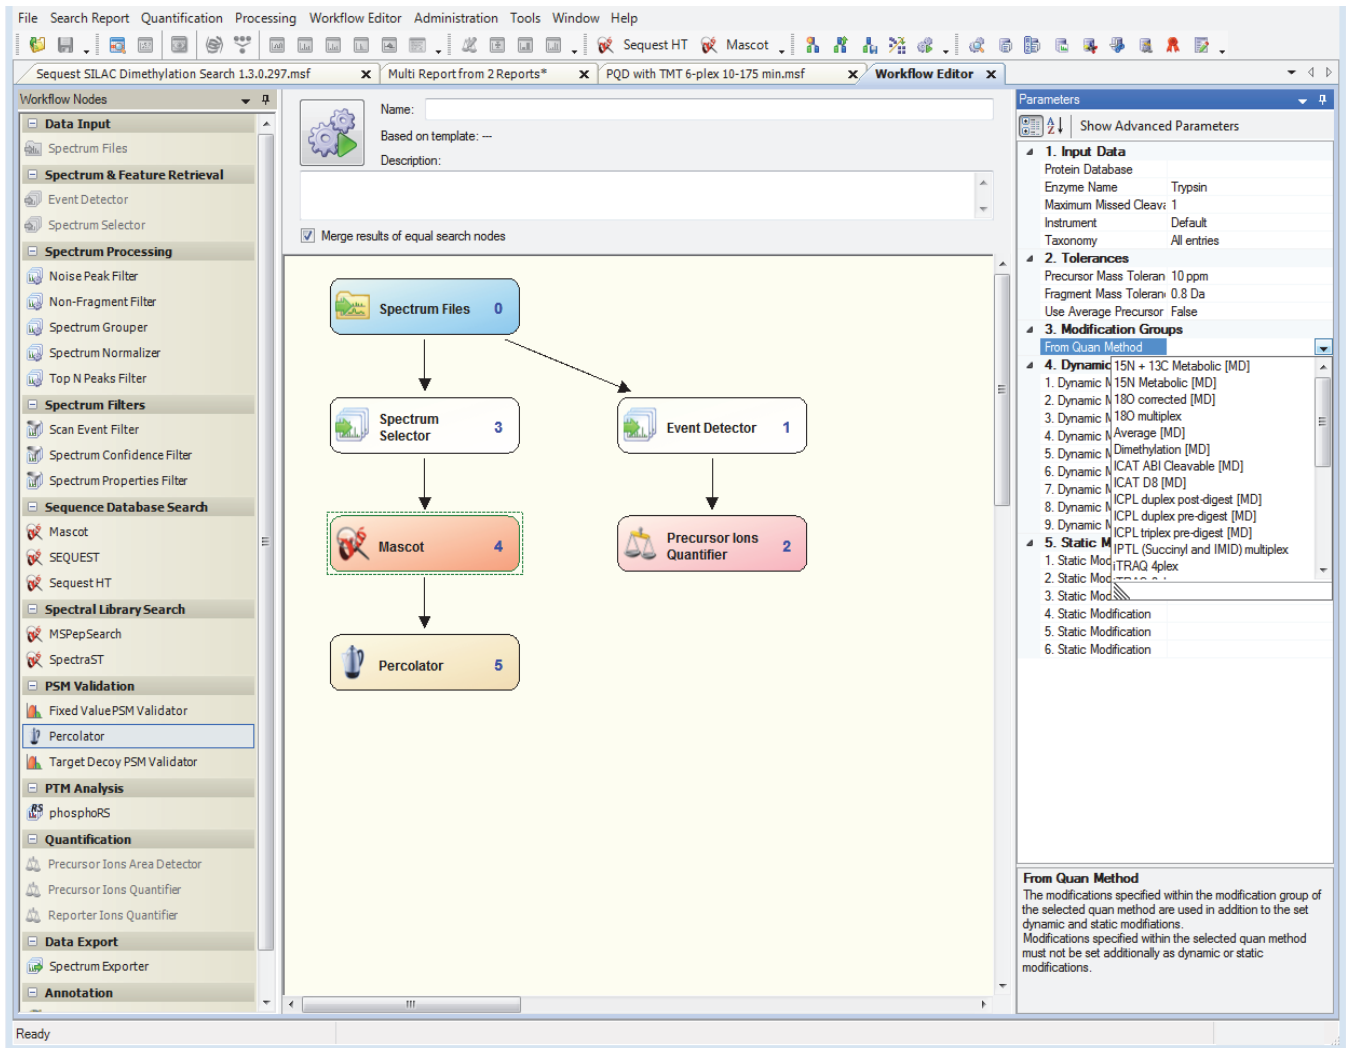 File Search Report Quantification Processing Workflow Editor Administration Tools Window Help
Sequest HT Mascot
Sequest SILAC Dimethylation Search 1.3.0.297.msf x Multi Report from 2 Reports* x PQD with TMT 6-plex 10-175 min.msf x Workflow Editor x
Workflow Nodes
Data Input
Spectrum Files
Spectrum & Feature Retrieval
Event Detector
Spectrum Selector
Spectrum Processing
Noise Peak Filter
Non-Fragment Filter
Spectrum Grouper
Spectrum Normalizer
Top N Peaks Filter
Spectrum Filters
Scan Event Filter
Spectrum Confidence Filter
Spectrum Properties Filter
Sequence Database Search
Mascot
SEQUEST
Sequest HT
Spectral Library Search
MSPepSearch
SpectraST
PSM Validation
Fixed Value PSM Validator
Percolator
Target Decoy PSM Validator
PTM Analysis
phosphoRS
Quantification
Precursor Ions Area Detector
Precursor Ions Quantifier
Reporter Ions Quantifier
Data Export
Spectrum Exporter
Annotation
Name:
Based on template: ---
Description:
Merge results of equal search nodes
Spectrum Files 0
Spectrum
Selector 3
Event Detector 1
Mascot 4
Precursor Ions
Quantifier 2
Percolator 5
Parameters
Show Advanced Parameters
1. Input Data
Protein Database
Enzyme Name Trypsin
Maximum Missed Cleava 1
Instrument Default
Taxonomy All entries
2. Tolerances
Precursor Mass Toleran 10 ppm
Fragment Mass Toleran 0.8 Da
Use Average Precursor False
3. Modification Groups
From Quan Method
4. Dynamic 15N + 13C Metabolic [MD]
1. Dynamic M 15N Metabolic [MD]
2. Dynamic M 18O corrected [MD]
3. Dynamic M 18O multiplex
4. Dynamic M Average [MD]
5. Dynamic M Dimethylation [MD]
6. Dynamic M ICAT ABI Cleavable [MD]
7. Dynamic M ICAT D8 [MD]
8. Dynamic M ICPL duplex post-digest [MD]
9. Dynamic M ICPL duplex pre-digest [MD]
5. Static M ICPL triplex pre-digest [MD]
1. Static Mod IPTL (Succinyl and IMID) multiplex
2. Static Mod iTRAQ 4plex
3. Static Mod
4. Static Modification
5. Static Modification
6. Static Modification
From Quan Method
The modifications specified within the modification group of
the selected quan method are used in addition to the set
dynamic and static modifiations.
Modifications specified within the selected quan method
must not be set additionally as dynamic or static
modifications.
Ready